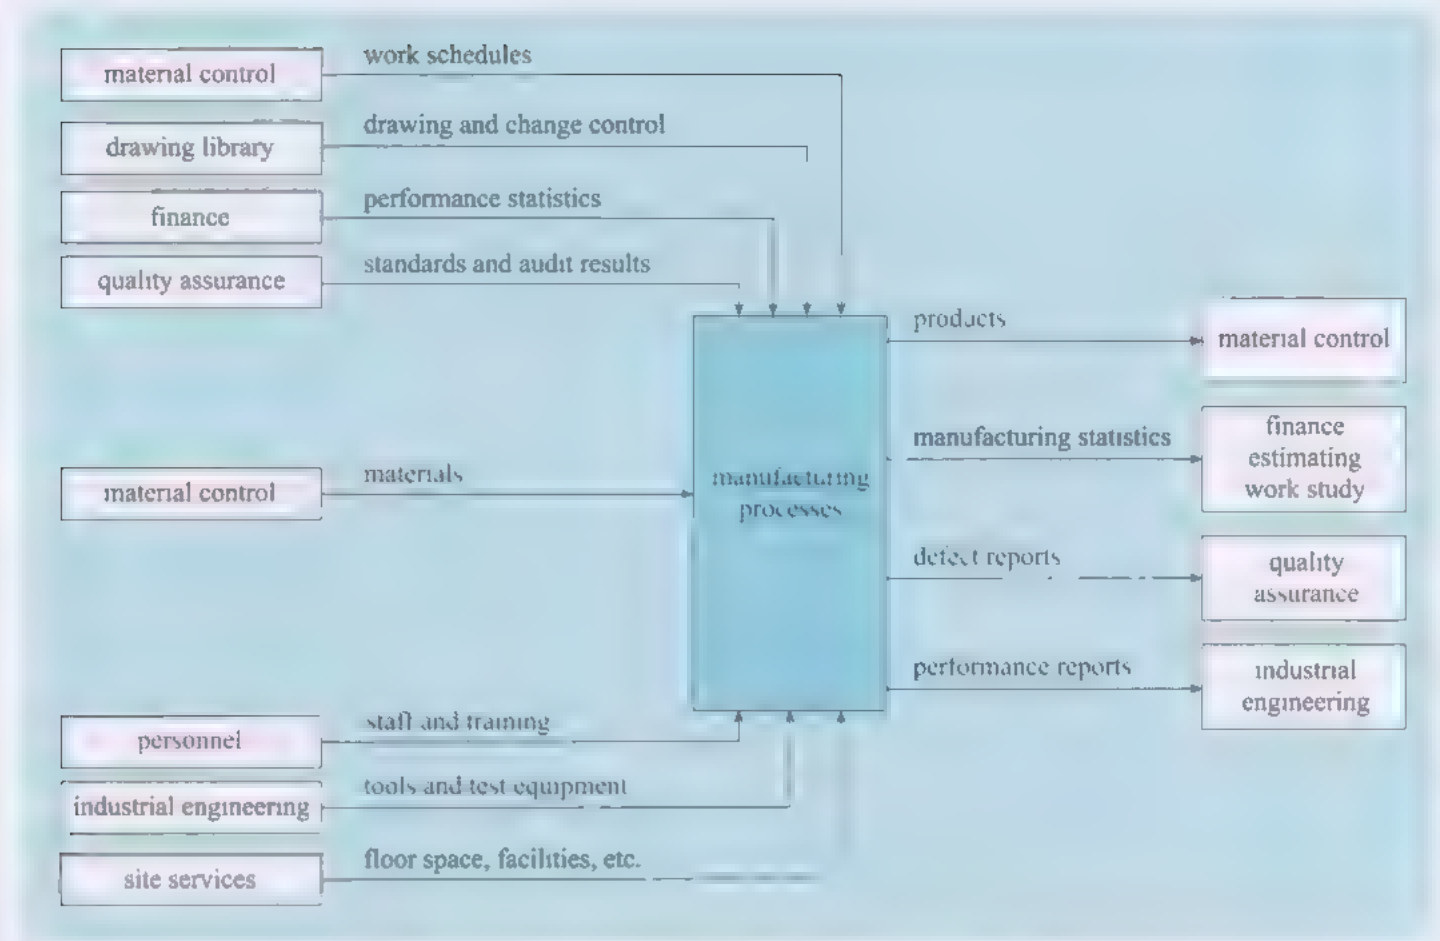 material control
work schedules
drawing library
drawing and change control
finance
performance statistics
quality assurance
standards and audit results
material control
materials
manufacturing
processes
products
material control
manufacturing statistics
finance
estimating
work study
defect reports
quality
assurance
performance reports
industrial
engineering
personnel
staff and training
industrial engineering
tools and test equipment
site services
floor space, facilities, etc.